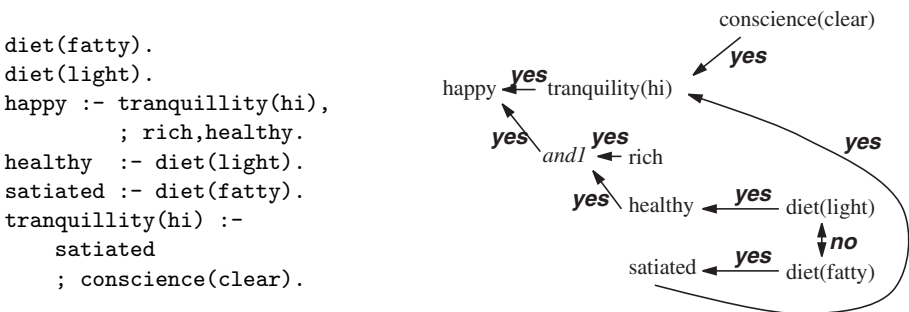 diet(fatty).
diet(light).
happy :- tranquillity(hi),
; rich,healthy.
healthy :- diet(light).
satiated :- diet(fatty).
tranquillity(hi) :-
satiated
; conscience(clear).
conscience(clear)
yes
happy yes tranquility(hi)
yes
yes
yes
and1 rich
yes healthy yes diet(light)
no
satiated yes diet(fatty)